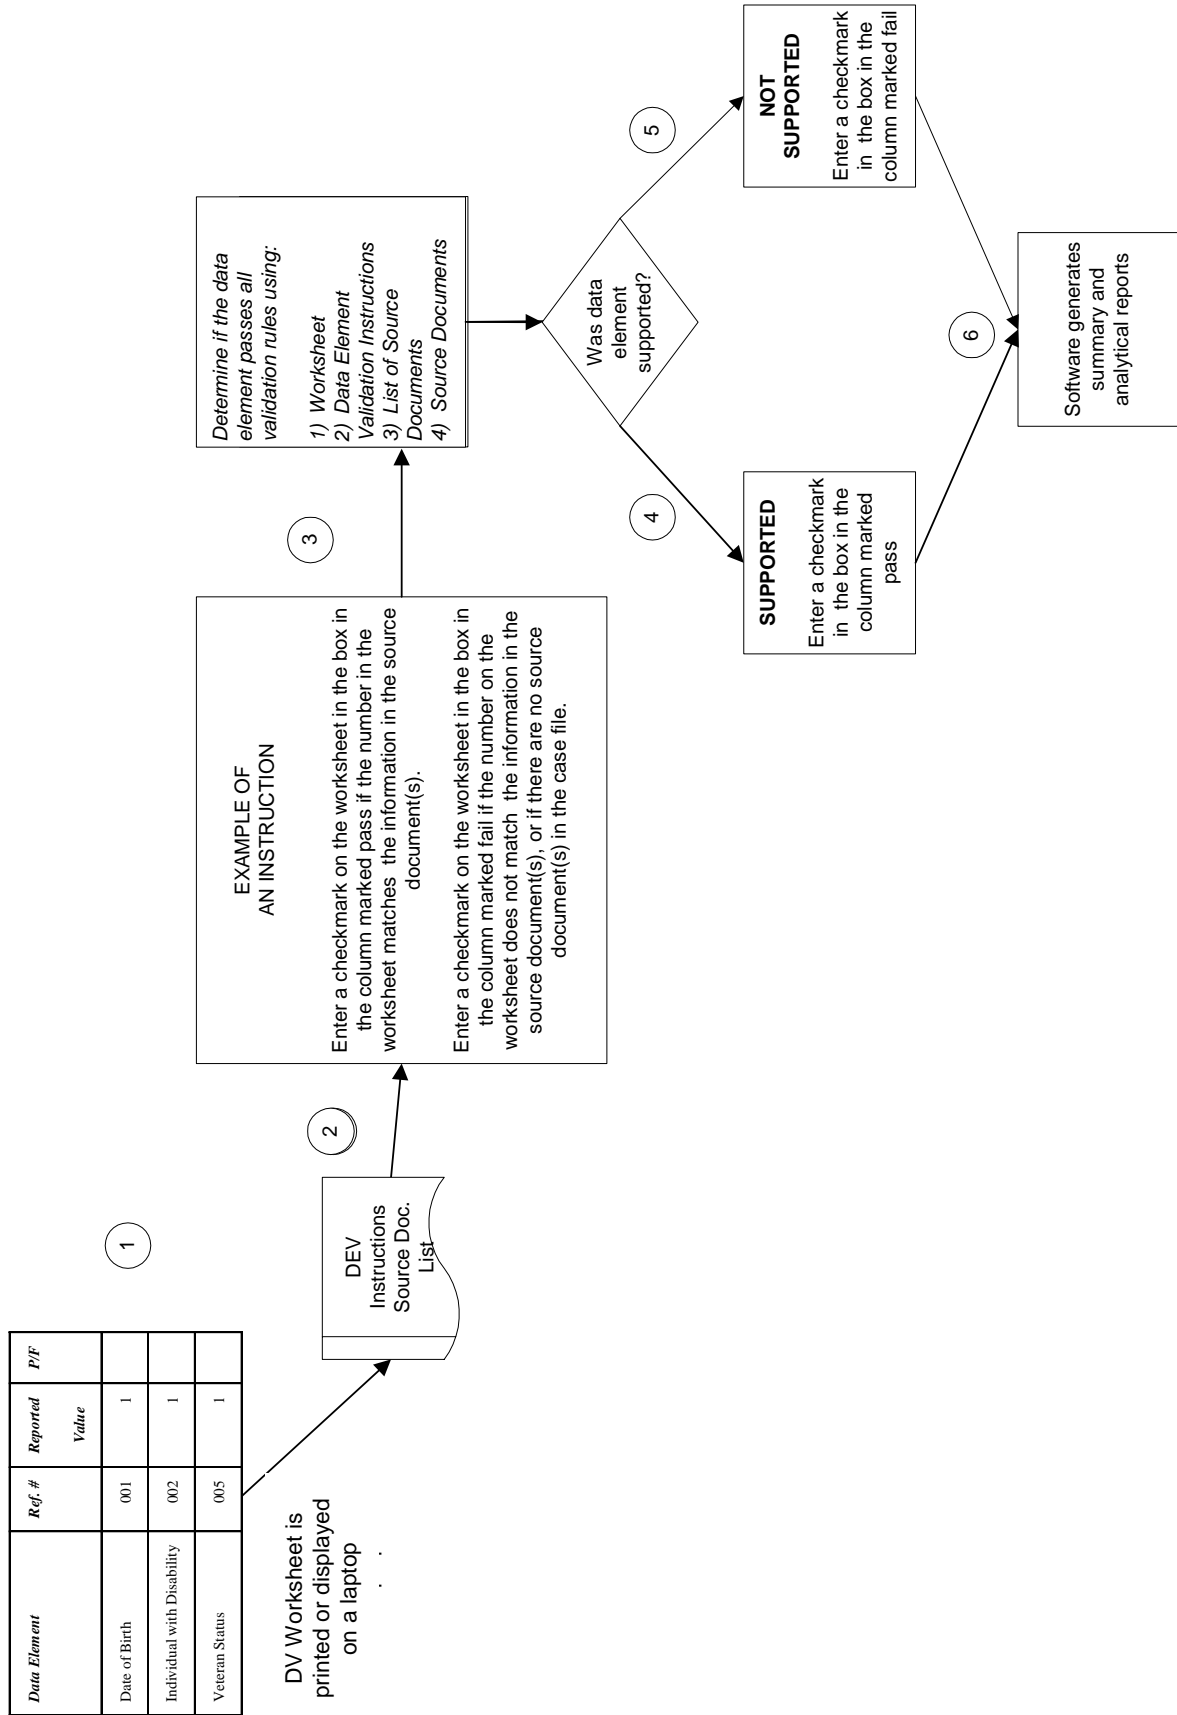 Data Element Ref. # Reported Value P/F
Date of Birth 001 1
Individual with Disability 002 1
Veteran Status 005 1
1
DV Worksheet is
printed or displayed
on a laptop
. .
DEV
Instructions
Source Doc.
List
2
EXAMPLE OF
AN INSTRUCTION
Enter a checkmark on the worksheet in the box in
the column marked pass if the number in the
worksheet matches the information in the source
document(s).
Enter a checkmark on the worksheet in the box in
the column marked fail if the number on the
worksheet does not match the information in the
source document(s), or if there are no source
document(s) in the case file.
3
Determine if the data
element passes all
validation rules using:
1) Worksheet
2) Data Element
Validation Instructions
3) List of Source
Documents
4) Source Documents
Was data
element
supported?
4
5
SUPPORTED
Enter a checkmark
in the box in the
column marked
pass
NOT
SUPPORTED
Enter a checkmark
in the box in the
column marked fail
6
Software generates
summary and
analytical reports